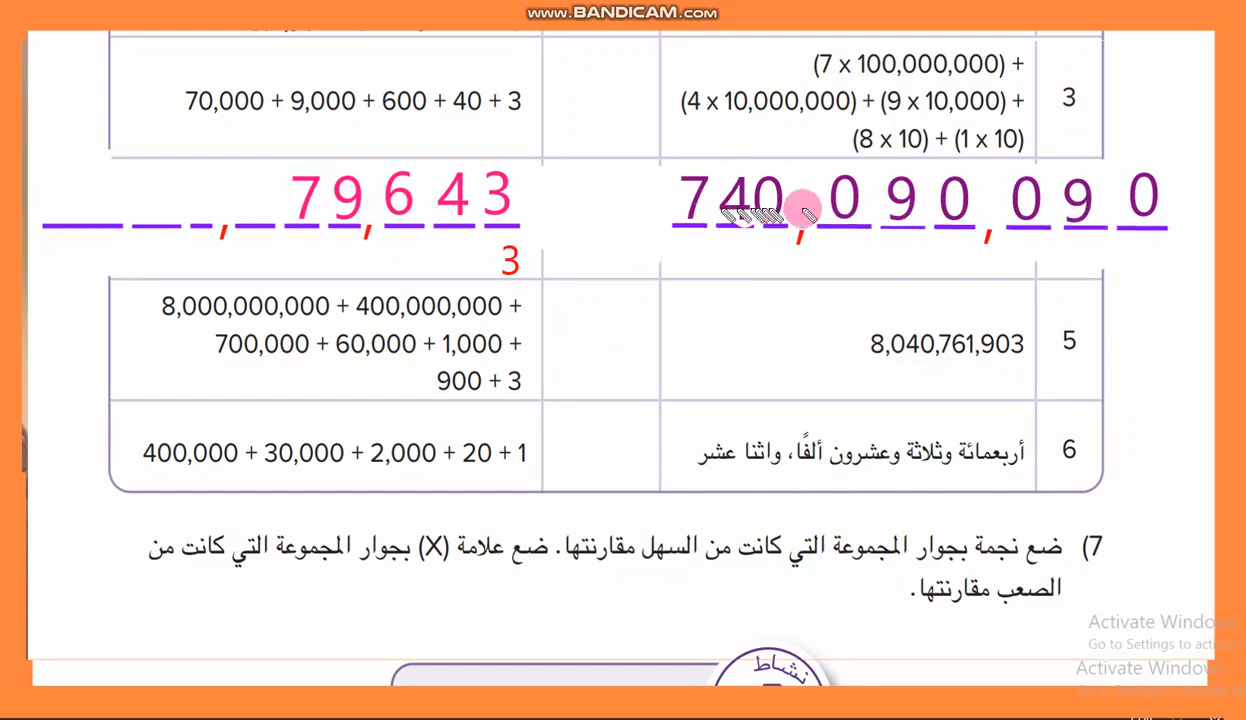 www.BANDICAM.com
(7 x 100,000,000) +
(4 x 10,000,000) + (9 x 10,000) +
(8 x 10) + (1 x 10)
3
70,000 + 9,000 + 600 + 40 + 3
740,090,090
79,643
3
5
8,040,761,903
8,000,000,000 + 400,000,000 +
700,000 + 60,000 + 1,000 +
900 + 3
6
أربعمائة وثلاثة وعشرون ألفًا، واثنا عشر
400,000 + 30,000 + 2,000 + 20 + 1
7) ضع نجمة بجوار المجموعة التي كانت من السهل مقارنتها. ضع علامة (X) بجوار المجموعة التي كانت من
الصعب مقارنتها.
Activate Windows
Go to Settings to acti
Activate Windows
نشاط